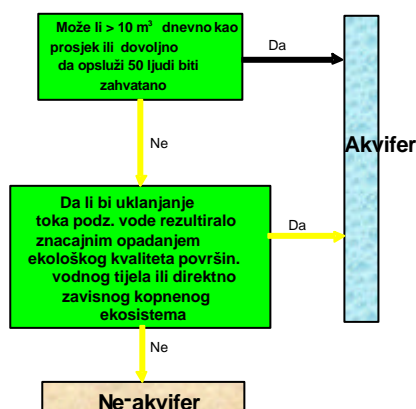 Može li > 10 m³ dnevno kao
prosjek ili dovoljno
da opsluži 50 ljudi biti
zahvatano
Da
Ne
Akvifer
Da li bi uklanjanje
toka podz. vode rezultiralo
znacajnim opadanjem
ekološkog kvaliteta površin.
vodnog tijela ili direktno
zavisnog kopnenog
ekosistema
Da
Ne
Ne-akvifer